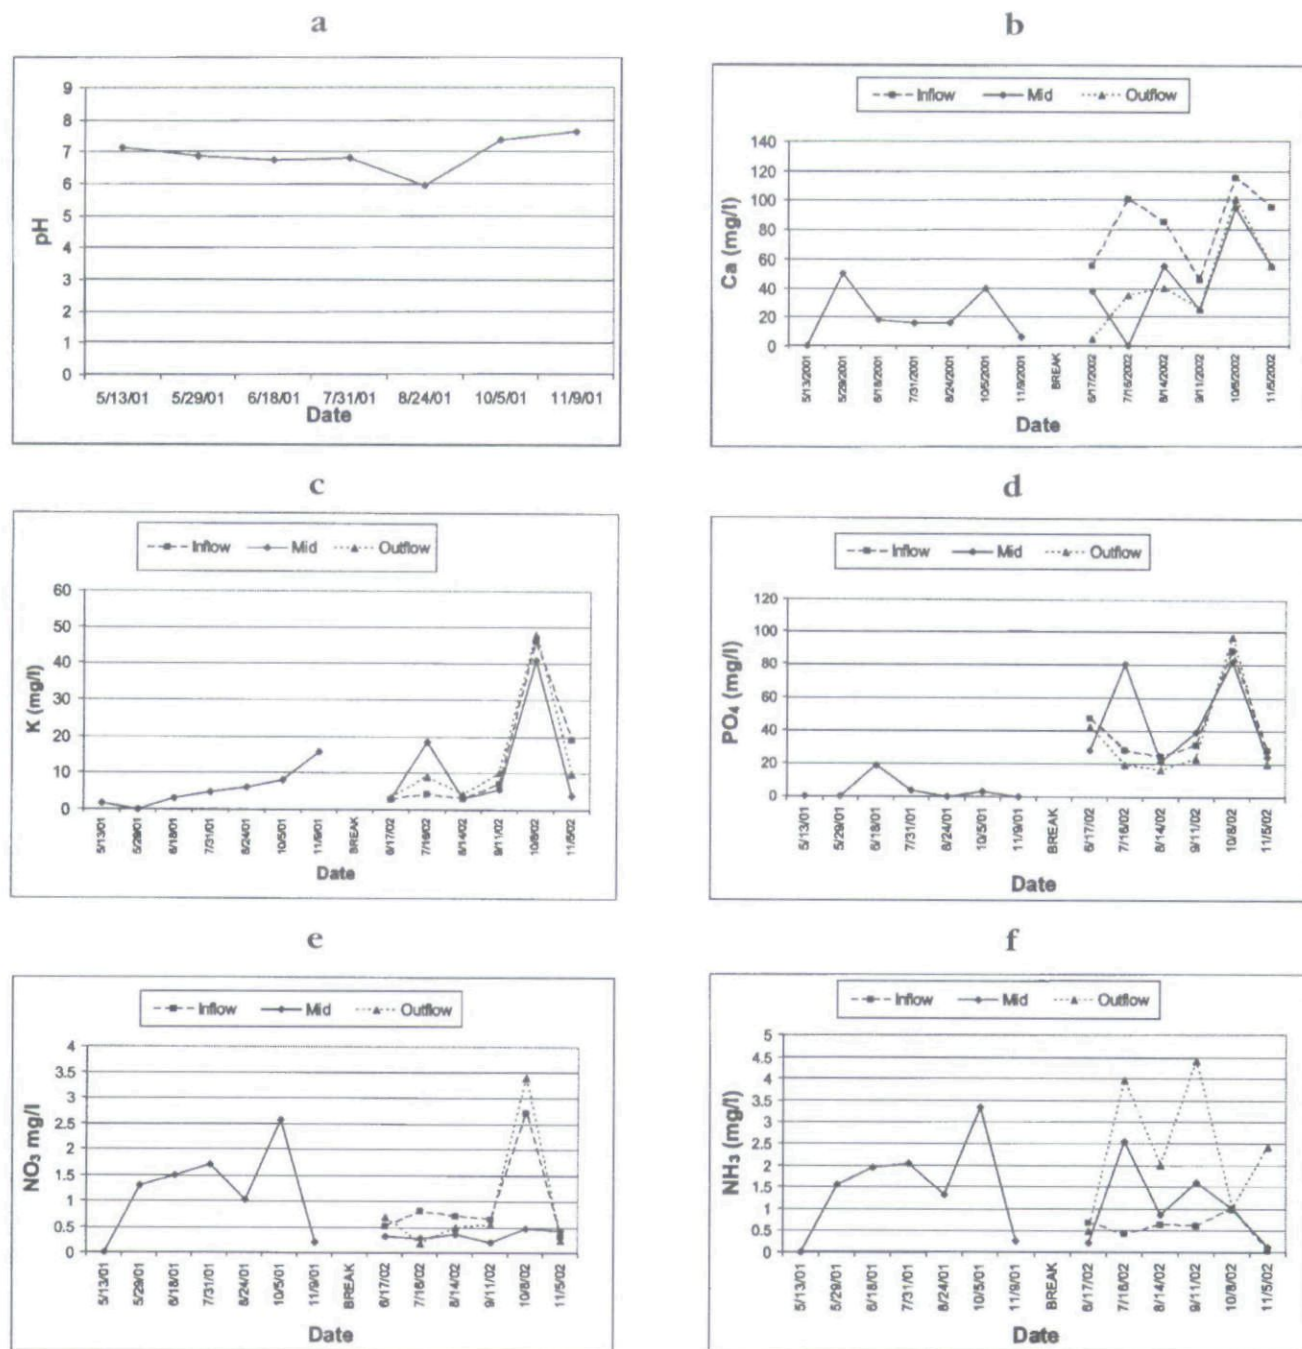 a
9
8
7
6
5
4
3
2
1
0
pH
5/13/01 5/29/01 6/18/01 7/31/01 8/24/01 10/5/01 11/9/01
Date
b
Inflow Mid Outflow
140
120
100
80
60
40
20
0
Ca (mg/l)
5/13/2001 5/29/2001 6/18/2001 7/31/2001 8/24/2001 10/5/2001 11/9/2001 BREAK 6/17/2002 7/16/2002 8/14/2002 9/11/2002 10/8/2002 11/5/2002
Date
c
Inflow Mid Outflow
60
50
40
30
20
10
0
K (mg/l)
5/13/01 5/29/01 6/18/01 7/31/01 8/24/01 10/5/01 11/9/01 BREAK 6/17/02 7/16/02 8/14/02 9/11/02 10/8/02 11/5/02
Date
d
Inflow Mid Outflow
120
100
80
60
40
20
0
PO₄ (mg/l)
5/13/01 5/29/01 6/18/01 7/31/01 8/24/01 10/5/01 11/9/01 BREAK 6/17/02 7/16/02 8/14/02 9/11/02 10/8/02 11/5/02
Date
e
Inflow Mid Outflow
4
3.5
3
2.5
2
1.5
1
0.5
0
NO₃ mg/l
5/13/01 5/29/01 6/18/01 7/31/01 8/24/01 10/5/01 11/9/01 BREAK 6/17/02 7/16/02 8/14/02 9/11/02 10/8/02 11/5/02
Date
f
Inflow Mid Outflow
5
4.5
4
3.5
3
2.5
2
1.5
1
0.5
0
NH₃ (mg/l)
5/13/01 5/29/01 6/18/01 7/31/01 8/24/01 10/5/01 11/9/01 BREAK 6/17/02 7/16/02 8/14/02 9/11/02 10/8/02 11/5/02
Date